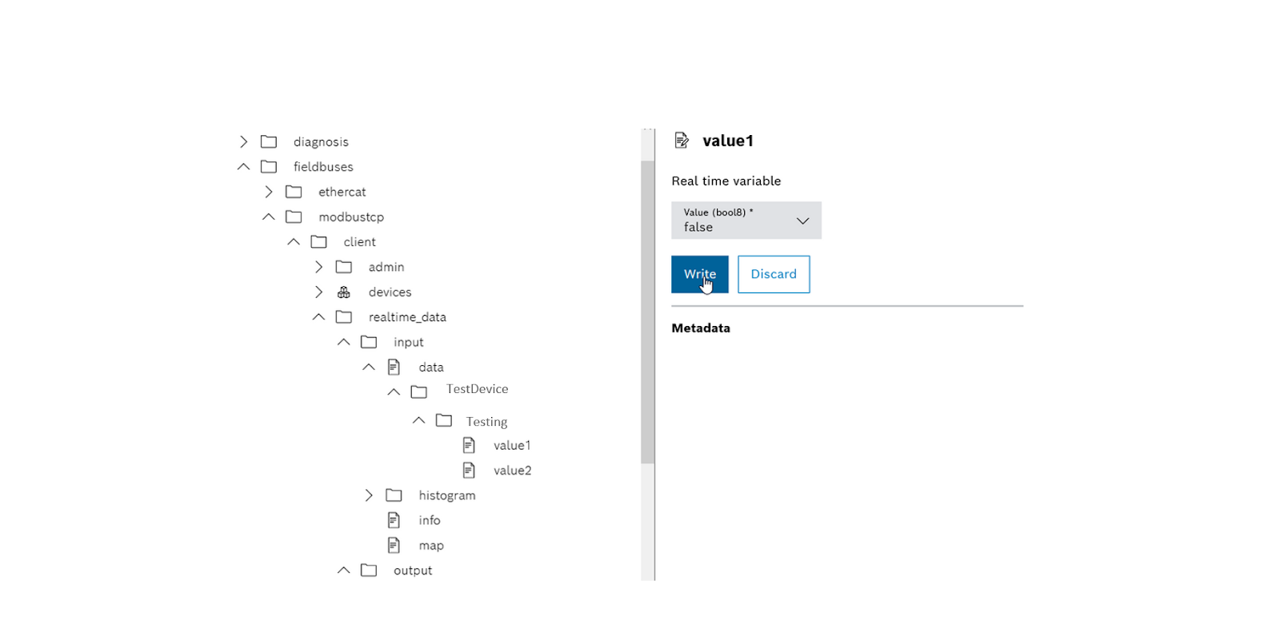 diagnosis
fieldbuses
ethercat
modbustcp
client
admin
devices
realtime_data
input
data
TestDevice
Testing
value1
value2
histogram
info
map
output
value1
Real time variable
Value (bool8) *
false
Write
Discard
Metadata